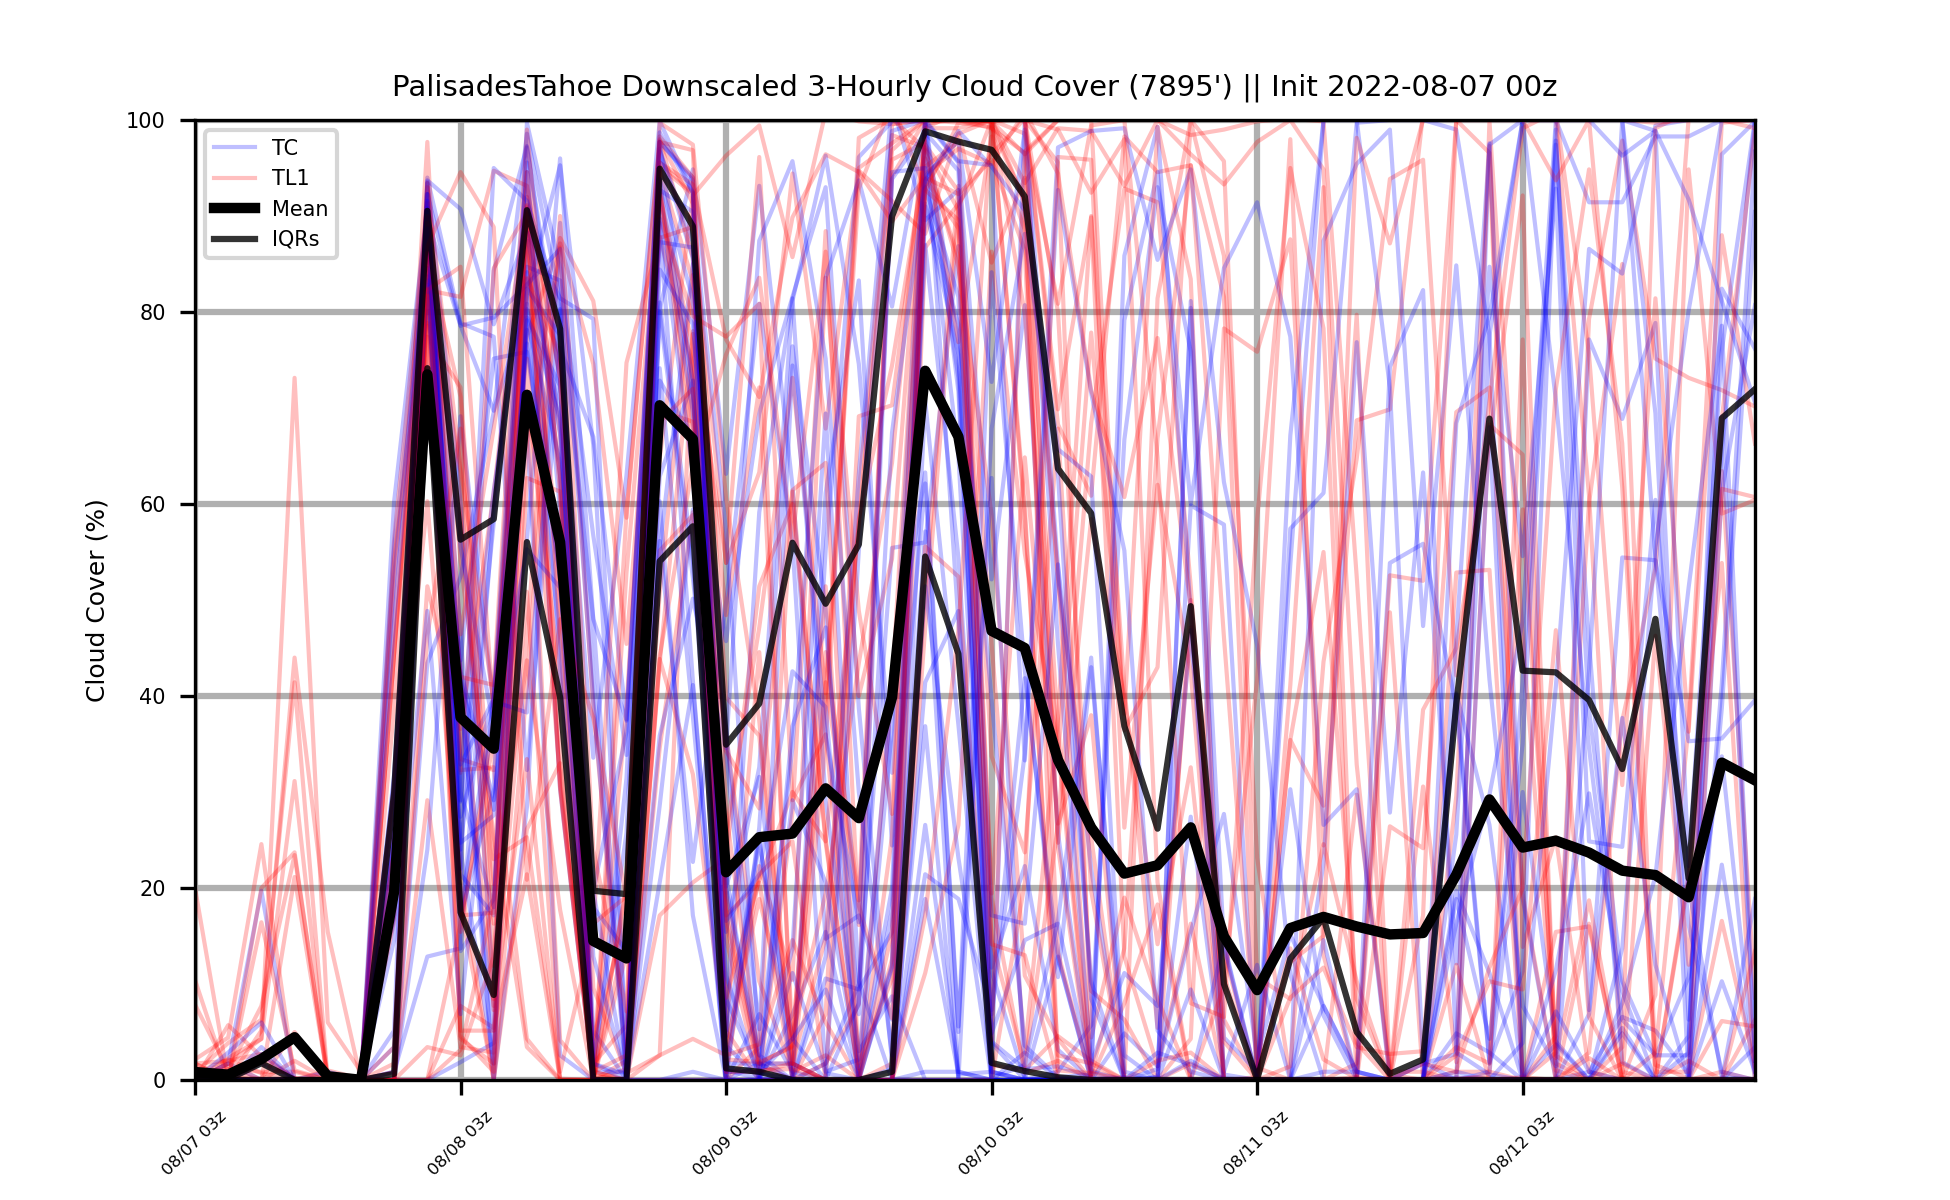 PalisadesTahoe Downscaled 3-Hourly Cloud Cover (7895') || Init 2022-08-07 00z
TC
TL1
Mean
IQRs
Cloud Cover (%)
100
80
60
40
20
0
08/07 03z
08/08 03z
08/09 03z
08/10 03z
08/11 03z
08/12 03z